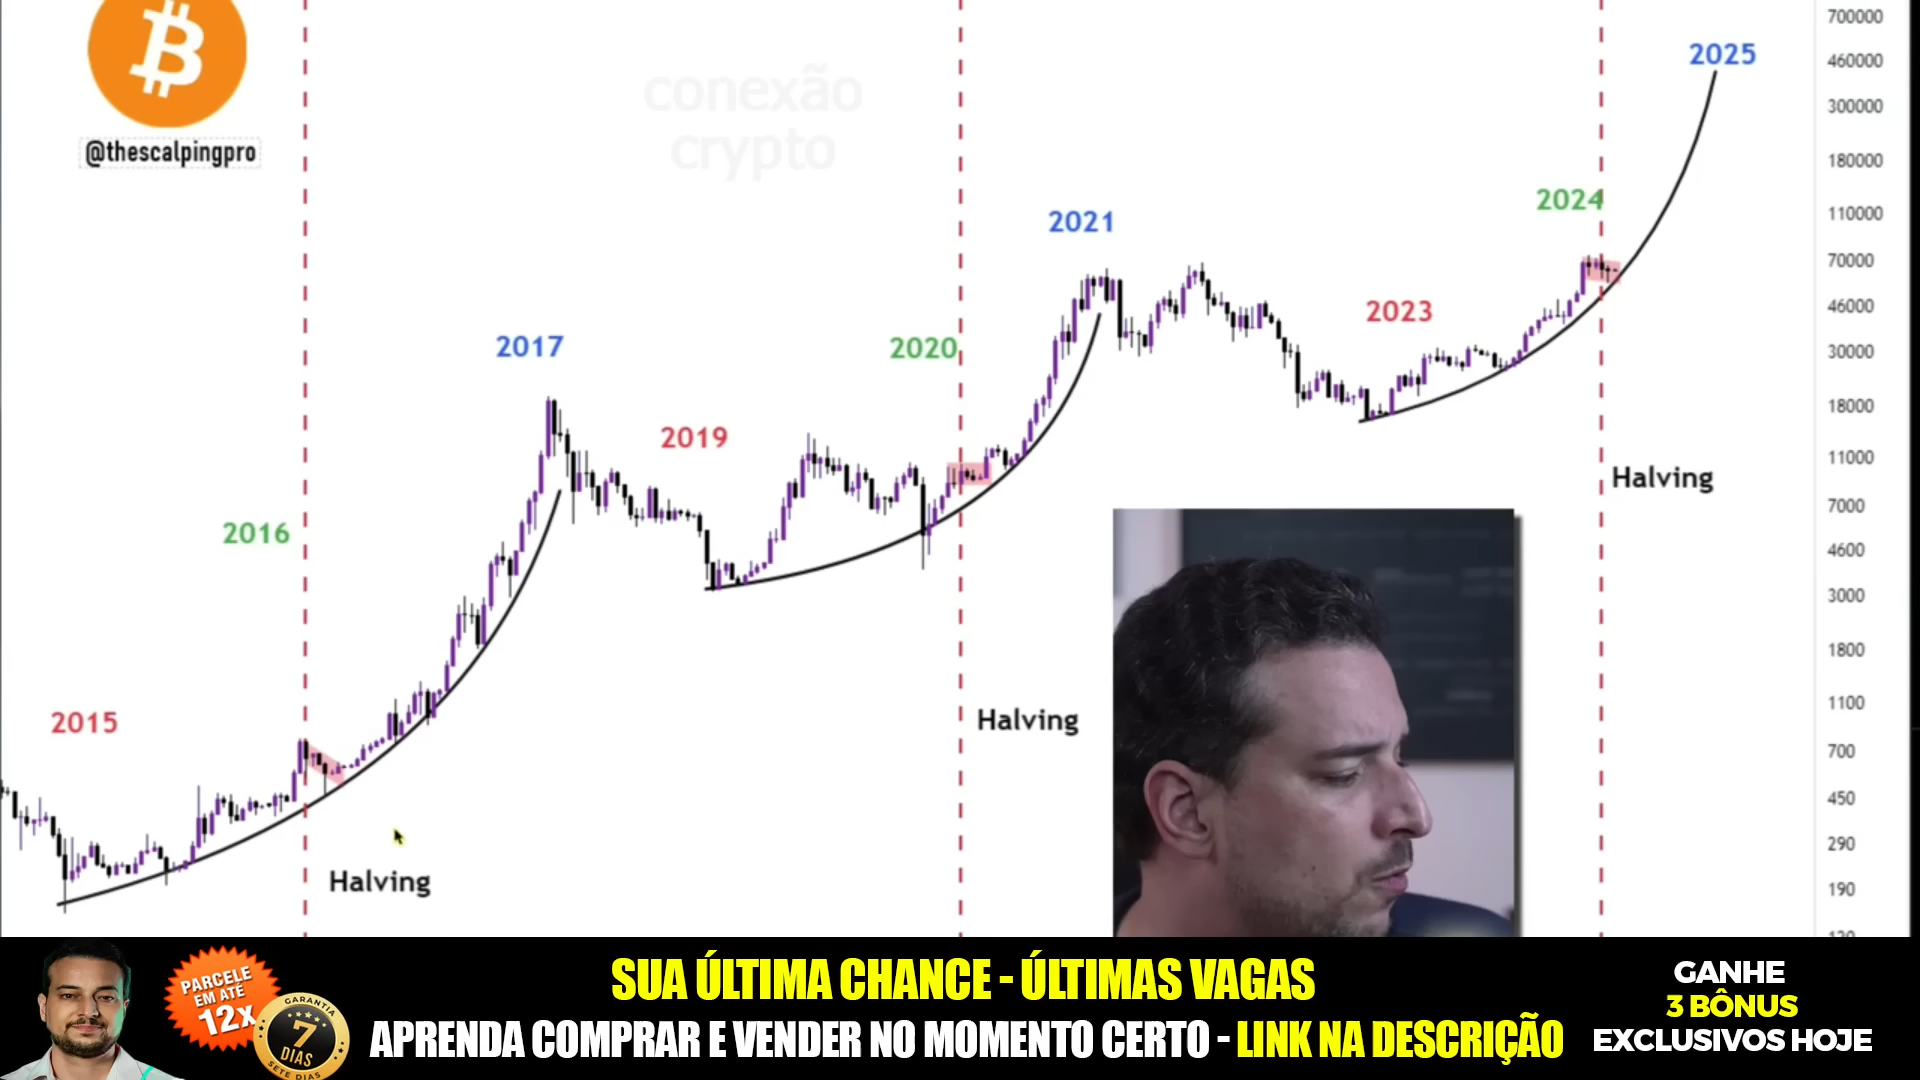 700000
2025
460000
conexão
crypto
300000
@thescalpingpro
180000
2024
110000
2021
70000
2023
46000
2017
2020
30000
18000
2019
11000
Halving
7000
2016
4600
3000
1800
2015
Halving
1100
700
450
290
Halving
190
PARCELE
EM ATÉ
12x
GARANTIA
7
DIAS
SETE DIAS
SUA ÚLTIMA CHANCE - ÚLTIMAS VAGAS
APRENDA COMPRAR E VENDER NO MOMENTO CERTO - LINK NA DESCRIÇÃO
GANHE
3 BÔNUS
EXCLUSIVOS HOJE